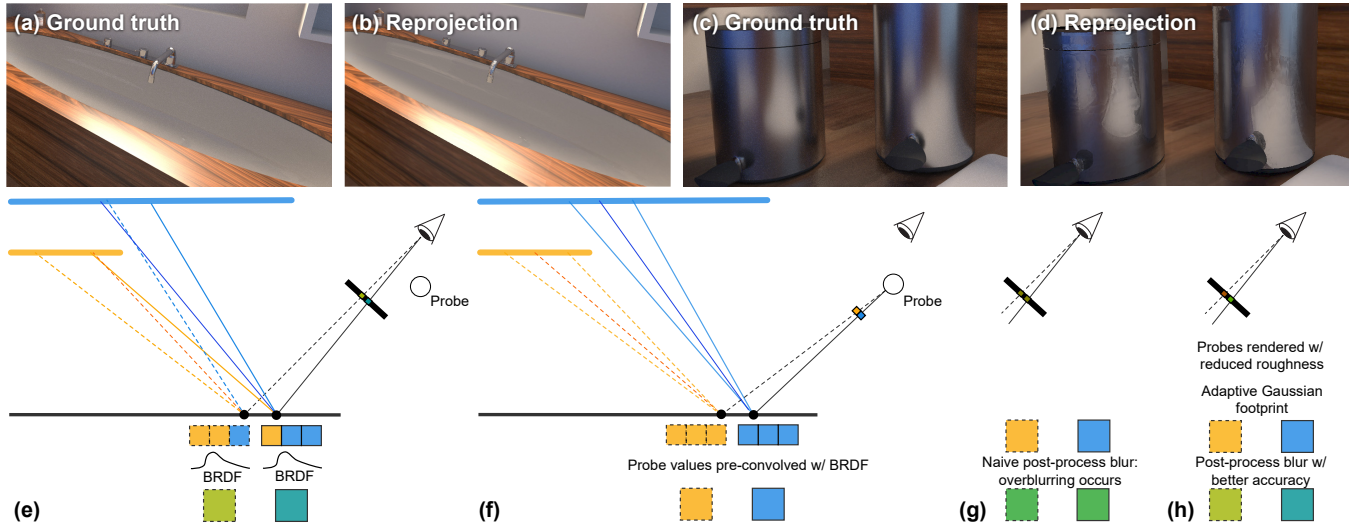 (a) Ground truth
(b) Reprojection
(c) Ground truth
(d) Reprojection
Probe
BRDF
BRDF
(e)
Probe
Probe values pre-convolved w/ BRDF
(f)
Naive post-process blur:
overblurring occurs
(g)
Probes rendered w/
reduced roughness
Adaptive Gaussian
footprint
Post-process blur w/
better accuracy
(h)